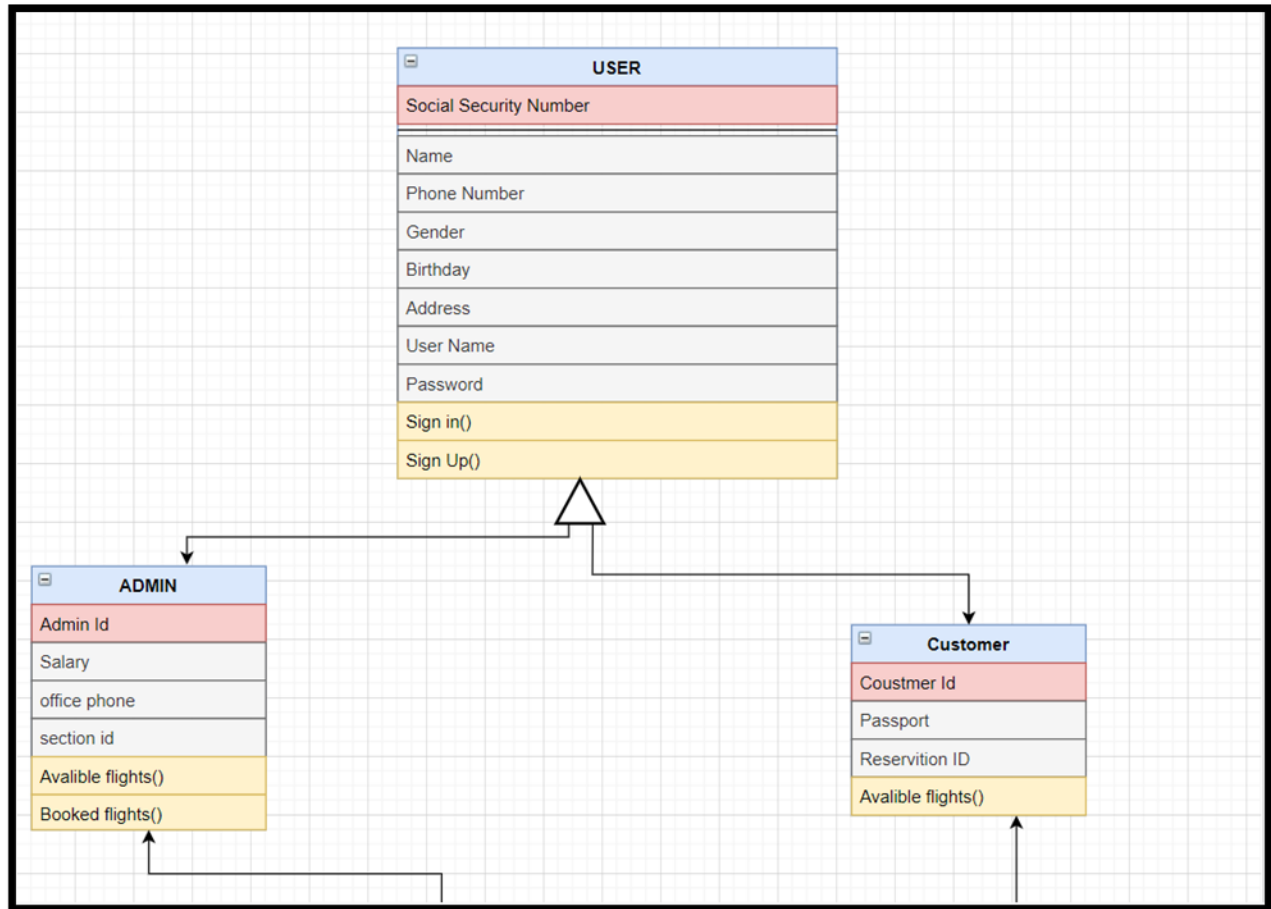 USER
Social Security Number
Name
Phone Number
Gender
Birthday
Address
User Name
Password
Sign in()
Sign Up()
ADMIN
Admin Id
Salary
office phone
section id
Avalible flights()
Booked flights()
Customer
Coustmer Id
Passport
Reservition ID
Avalible flights()